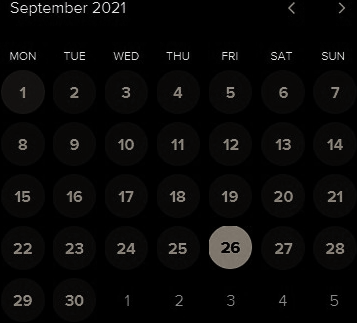 September 2021
MON TUE WED THU FRI SAT SUN
1 2 3 4 5 6 7
8 9 10 11 12 13 14
15 16 17 18 19 20 21
22 23 24 25 26 27 28
29 30 1 2 3 4 5